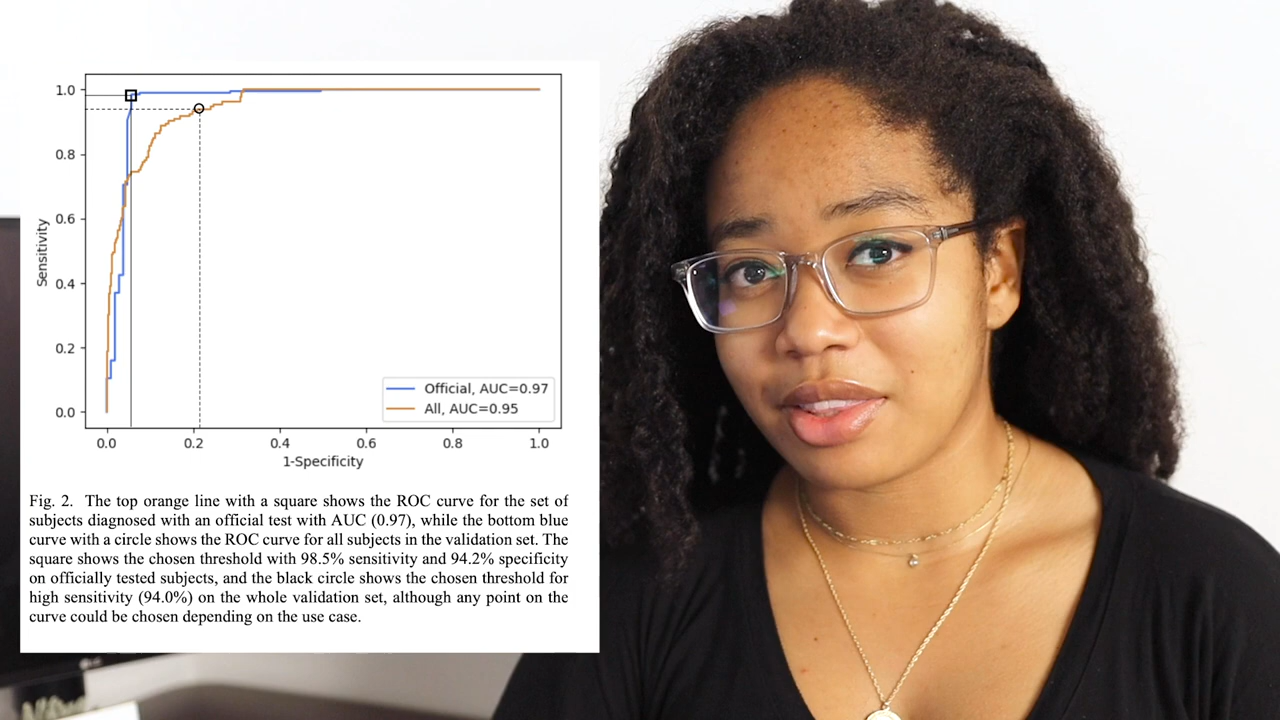 1.0
0.8
0.6
0.4
0.2
0.0
Sensitivity
Official, AUC=0.97
All, AUC=0.95
0.0 0.2 0.4 0.6 0.8 1.0
1-Specificity
Fig. 2. The top orange line with a square shows the ROC curve for the set of
subjects diagnosed with an official test with AUC (0.97), while the bottom blue
curve with a circle shows the ROC curve for all subjects in the validation set. The
square shows the chosen threshold with 98.5% sensitivity and 94.2% specificity
on officially tested subjects, and the black circle shows the chosen threshold for
high sensitivity (94.0%) on the whole validation set, although any point on the
curve could be chosen depending on the use case.
LG